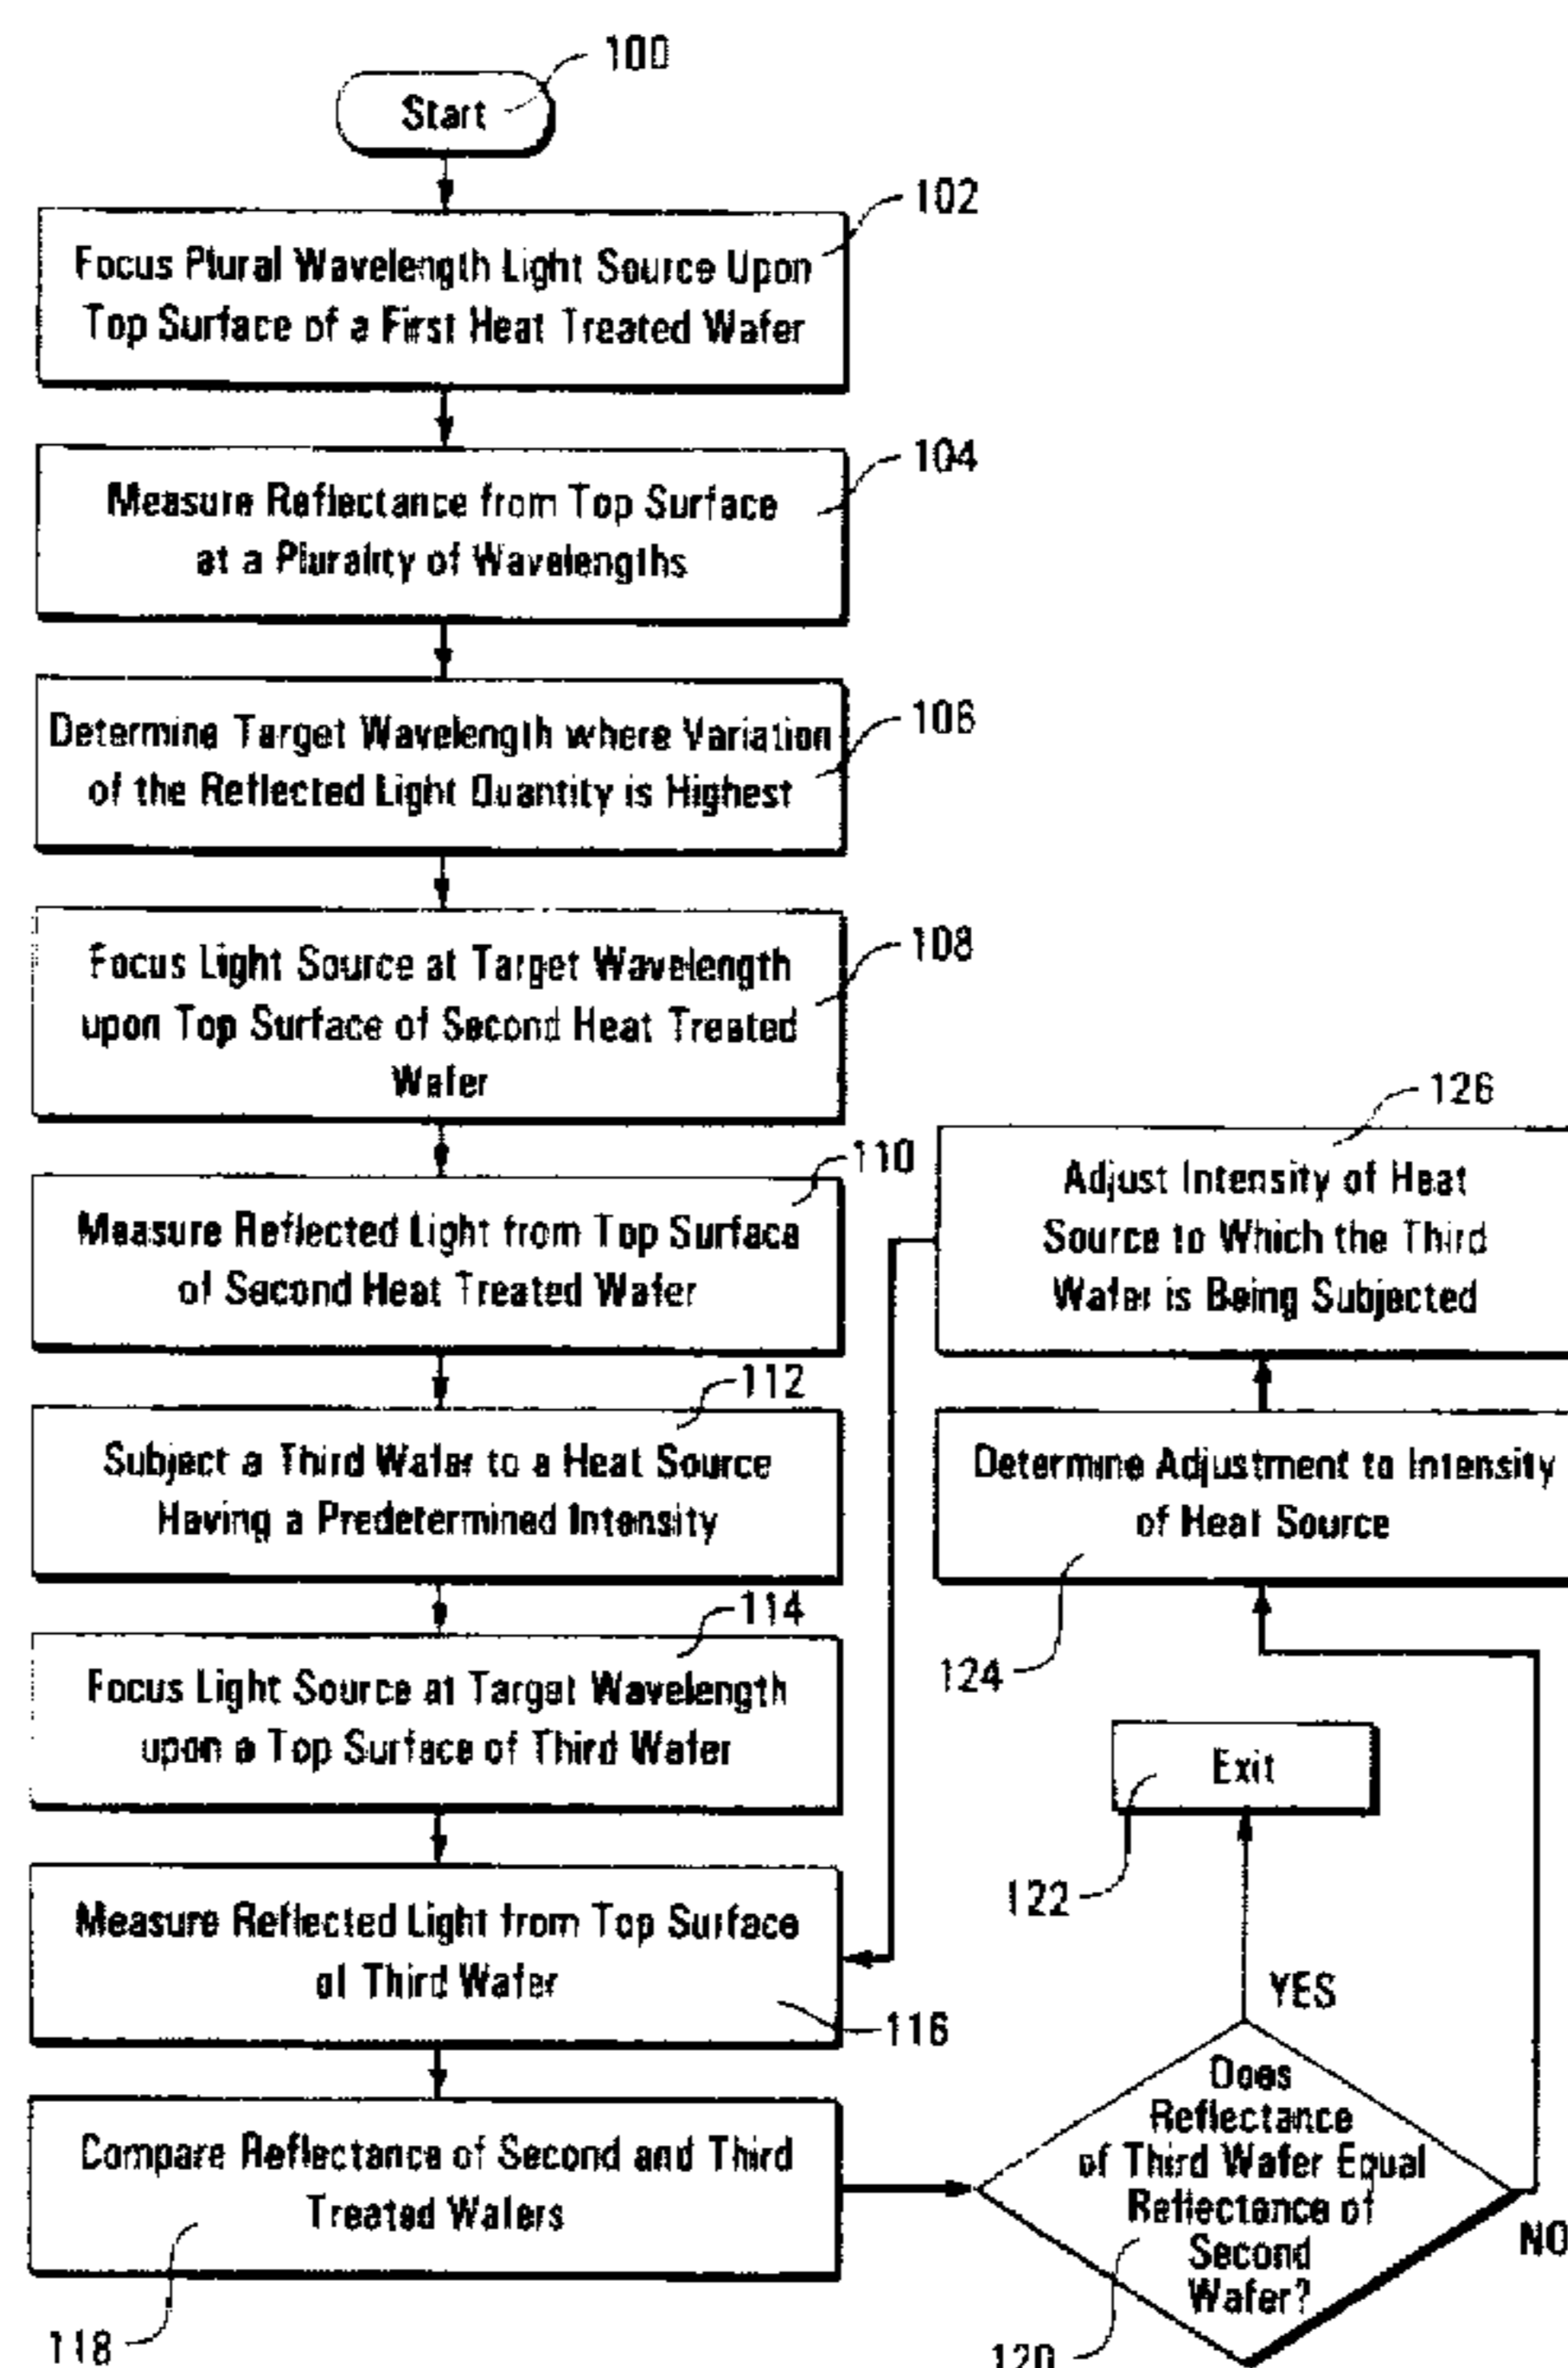 100
Start
102
Focus Plural Wavelength Light Source Upon
Top Surface of a First Heat Treated Wafer
104
Measure Reflectance from Top Surface
at a Plurality of Wavelengths
106
Determine Target Wavelength where Variation
of the Reflected Light Quantity is Highest
108
Focus Light Source at Target Wavelength
upon Top Surface of Second Heat Treated
Wafer
110
Measure Reflected Light from Top Surface
of Second Heat Treated Wafer
112
Subject a Third Wafer to a Heat Source
Having a Predetermined Intensity
114
Focus Light Source at Target Wavelength
upon a Top Surface of Third Wafer
Measure Reflected Light from Top Surface
of Third Wafer
116
Compare Reflectance of Second and Third
Treated Wafers
118
126
Adjust Intensity of Heat
Source to Which the Third
Wafer is Being Subjected
Determine Adjustment to Intensity
of Heat Source
124
Exit
122
YES
Does
Reflectance
of Third Wafer Equal
Reflectance of
Second
Wafer?
NO
120